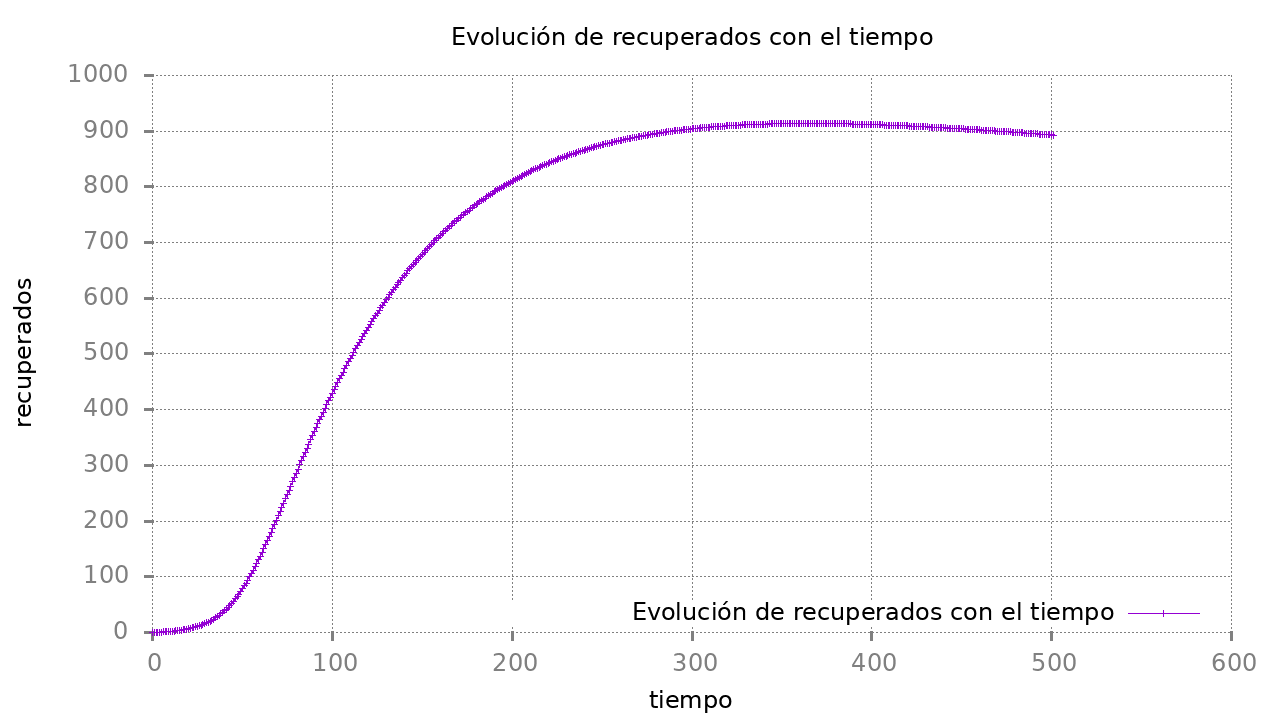 Evolución de recuperados con el tiempo
1000
900
800
700
600
500
400
300
200
100
0
recuperados
Evolución de recuperados con el tiempo
0 100 200 300 400 500 600
tiempo